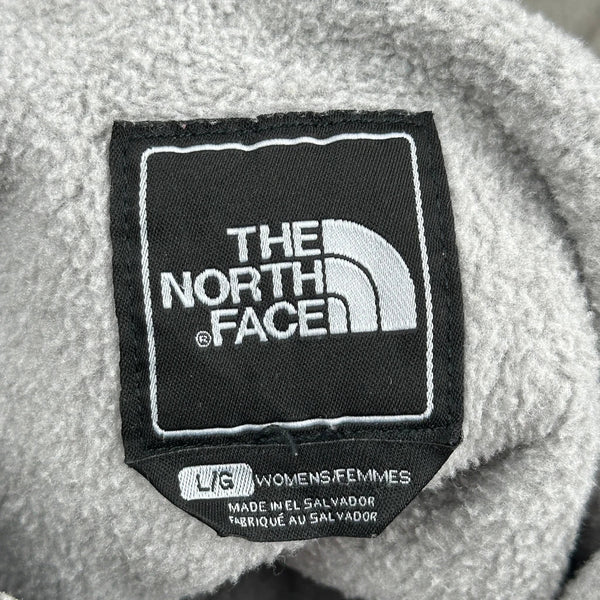 THE
NORTH
® FACE
L/G WOMENS/FEMMES
MADE IN EL SALVADOR
FABRIQUÉ AU SALVADOR